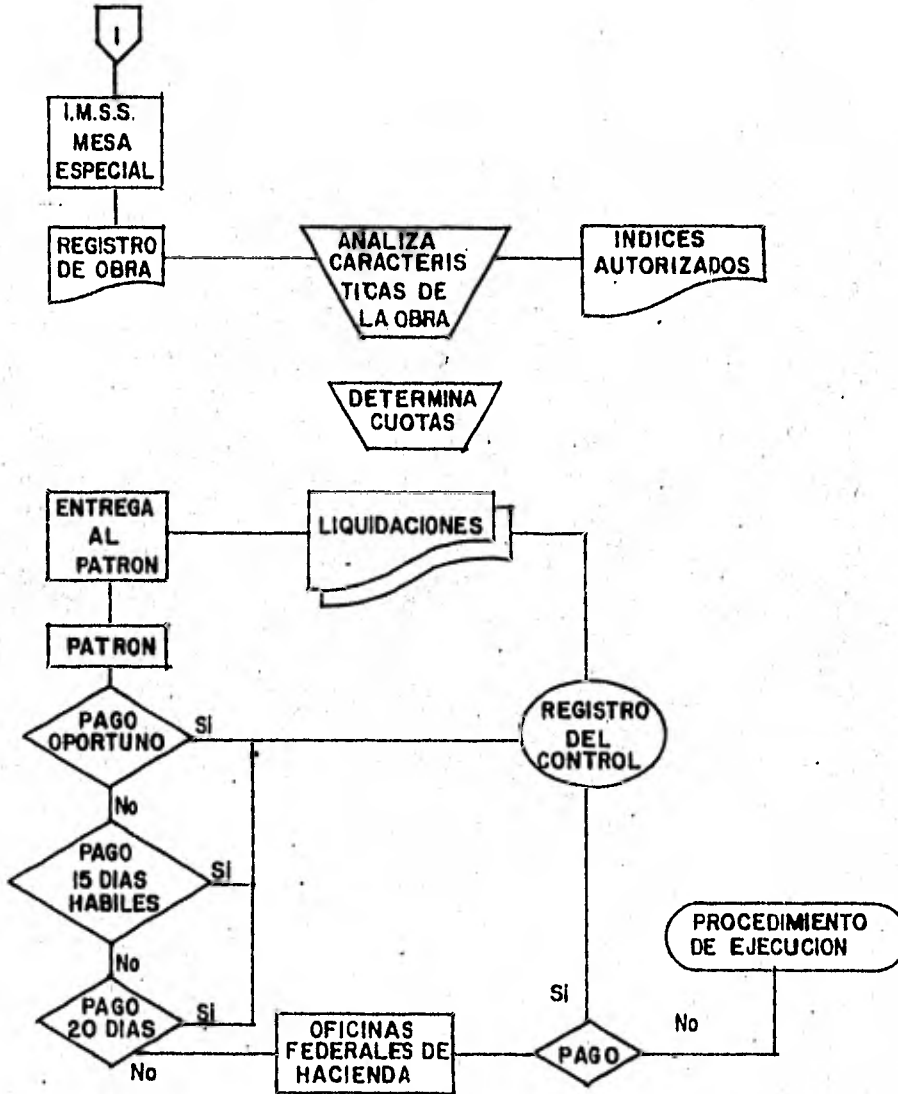 I
I.M.S.S.
MESA
ESPECIAL
REGISTRO
DE OBRA
ANALIZA
CARACTERIS
TICAS DE
LA OBRA
INDICES
AUTORIZADOS
DETERMINA
CUOTAS
ENTREGA
AL
PATRON
LIQUIDACIONES
PATRON
PAGO
OPORTUNO
Si
REGISTRO
DEL
CONTROL
No
PAGO
15 DIAS
HABILES
Si
No
PAGO
20 DIAS
Si
No
OFICINAS
FEDERALES DE
HACIENDA
Si
PAGO
No
PROCEDIMIENTO
DE EJECUCION